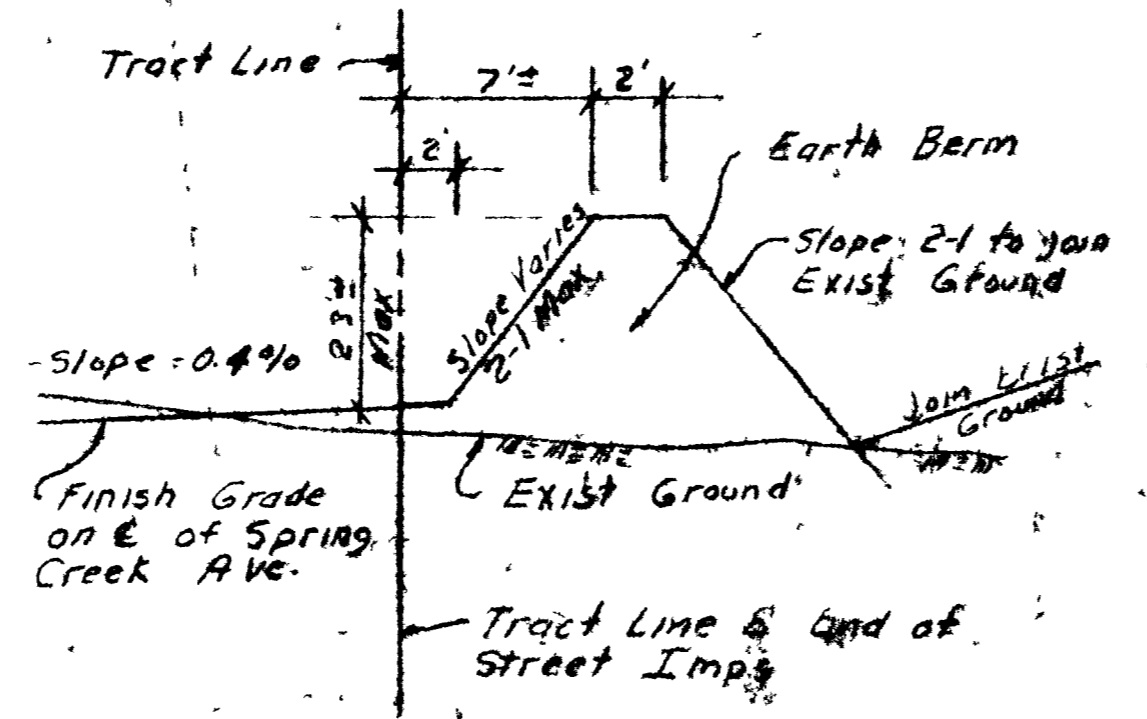 Tract Line
7'±
2'
2'
Earth Berm
Slope Varies
2-1 Max.
Slope: 2-1 to join
Exist Ground
Max
Slope = 0.4%
Join Exist
Ground
Finish Grade
on ℄ of Spring
Creek Ave.
Exist Ground
Tract Line & End of
Street Imps